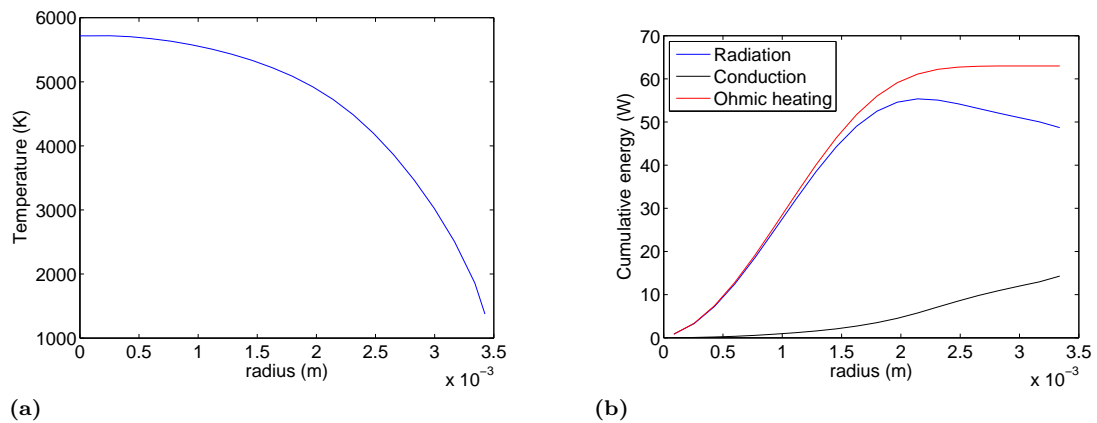 6000
5000
4000
3000
2000
1000
Temperature (K)
0
0.5
1
1.5
2
2.5
3
3.5
radius (m)
x 10⁻³
(a)
70
60
50
40
30
20
10
0
Cumulative energy (W)
Radiation
Conduction
Ohmic heating
0
0.5
1
1.5
2
2.5
3
3.5
radius (m)
x 10⁻³
(b)